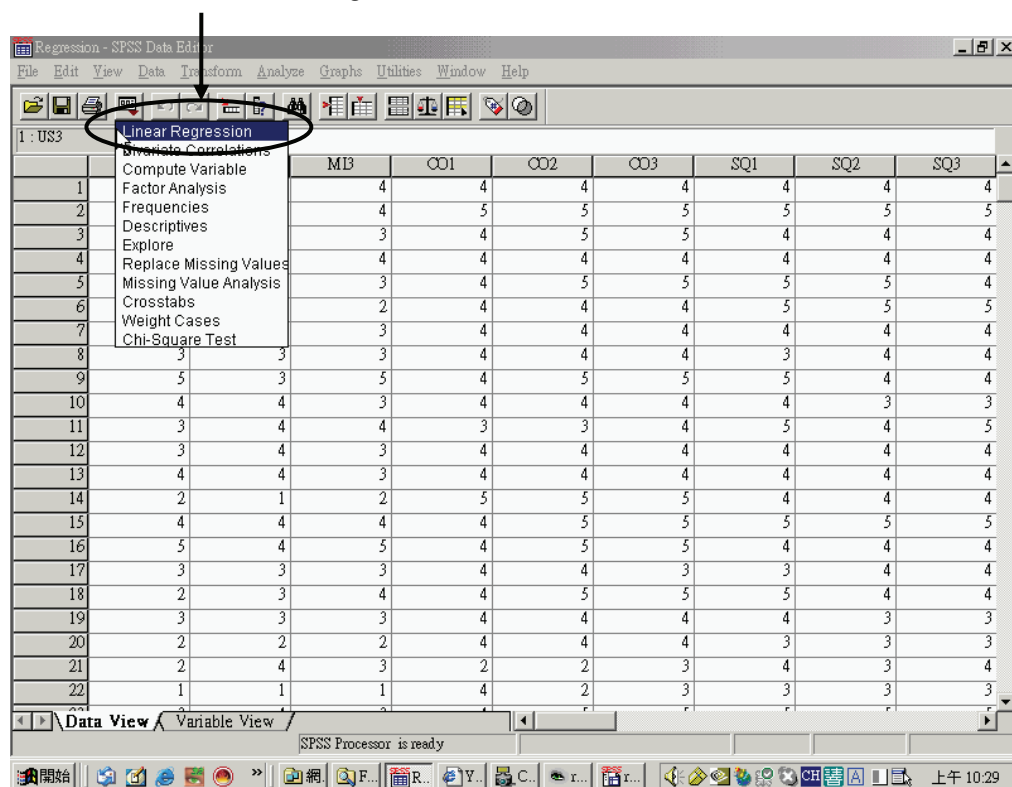 Regression - SPSS Data Editor
File Edit View Data Transform Analyze Graphs Utilities Window Help
1 : US3
Linear Regression
Bivariate Correlations
Compute Variable
Factor Analysis
Frequencies
Descriptives
Explore
Replace Missing Values
Missing Value Analysis
Crosstabs
Weight Cases
Chi-Square Test
MI3 CO1 CO2 CO3 SQ1 SQ2 SQ3
1 4 4 4 4 4 4 4
2 4 5 5 5 5 5 5
3 3 4 5 5 4 4 4
4 4 4 4 4 4 4 4
5 3 4 5 5 5 5 4
6 2 4 4 4 5 5 5
7 3 4 4 4 4 4 4
8 3 3 3 4 4 4 3 4 4
9 5 3 5 4 5 5 5 4 4
10 4 4 3 4 4 4 4 3 3
11 3 4 4 3 3 4 5 4 5
12 3 4 3 4 4 4 4 4 4
13 4 4 3 4 4 4 4 4 4
14 2 1 2 5 5 5 4 4 4
15 4 4 4 4 5 5 5 5 5
16 5 4 5 4 5 5 4 4 4
17 3 3 3 4 4 3 3 4 4
18 2 3 4 4 5 5 5 4 4
19 3 3 3 4 4 4 4 3 3
20 2 2 2 4 4 4 3 3 3
21 2 4 3 2 2 3 4 3 4
22 1 1 1 4 2 3 3 3 3
Data View Variable View
SPSS Processor is ready
開始 » 網. F... R.. Y.. C.. r... r... CH A 上午 10:29